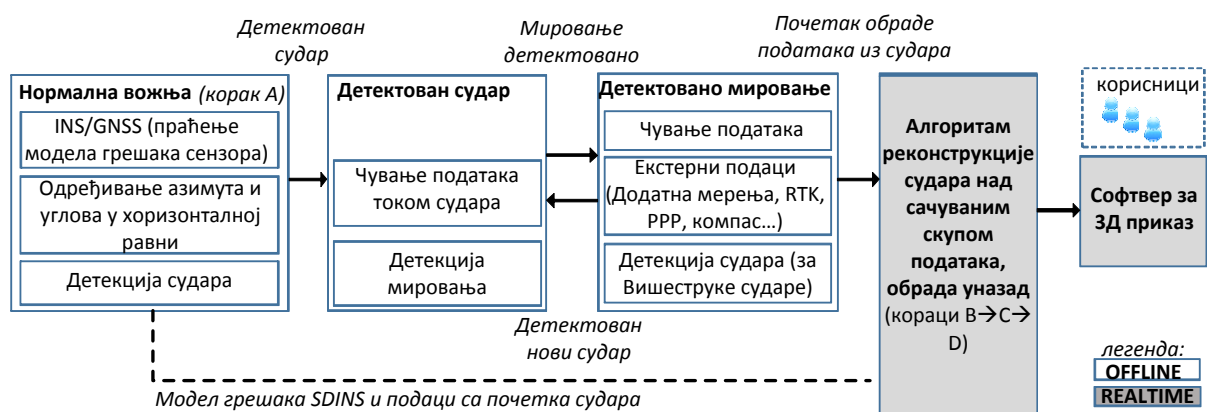 Детектован
судар
Мировање
детектовано
Почетак обраде
података из судара
Нормална вожња (корак А)
INS/GNSS (праћење
модела грешака сензора)
Одређивање азимута и
углова у хоризонталној
равни
Детекција судара
Детектован судар
Чување података
током судара
Детекција
мировања
Детектовано мировање
Чување података
Екстерни подаци
(Додатна мерења, RTK,
PPP, компас...)
Детекција судара (за
Вишеструке сударе)
Детектован
нови судар
Алгоритам
реконструкције
судара над
сачуваним
скупом
података,
обрада уназад
(кораци B→C→
D)
корисници
Софтвер за
3Д приказ
легенда:
OFFLINE
REALTIME
Модел грешака SDINS и подаци са почетка судара